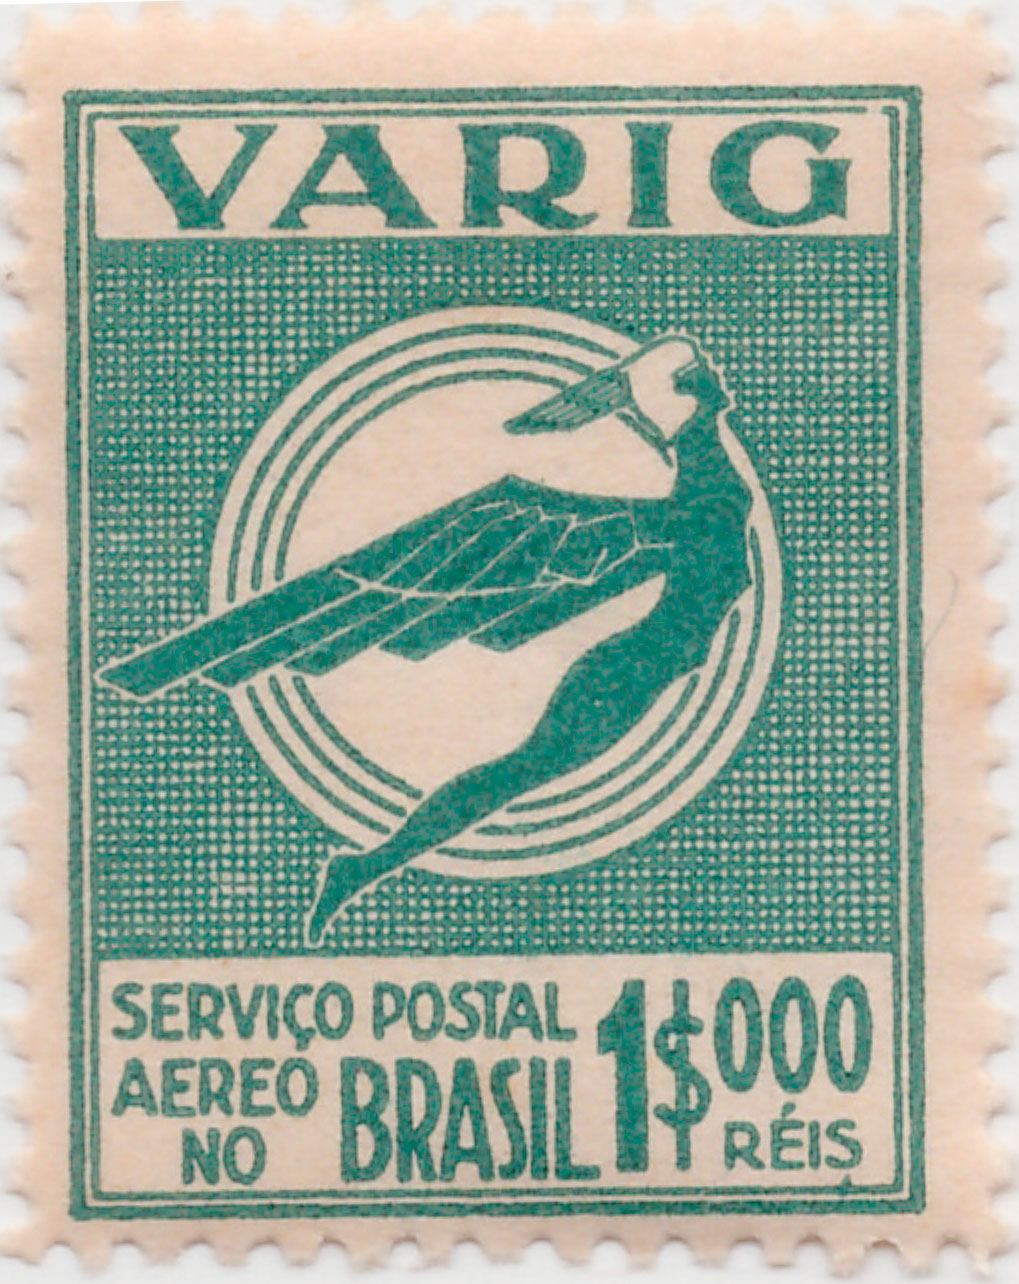 VARIG
SERVIÇO POSTAL
AEREO
NO BRASIL 1$000
RÉIS